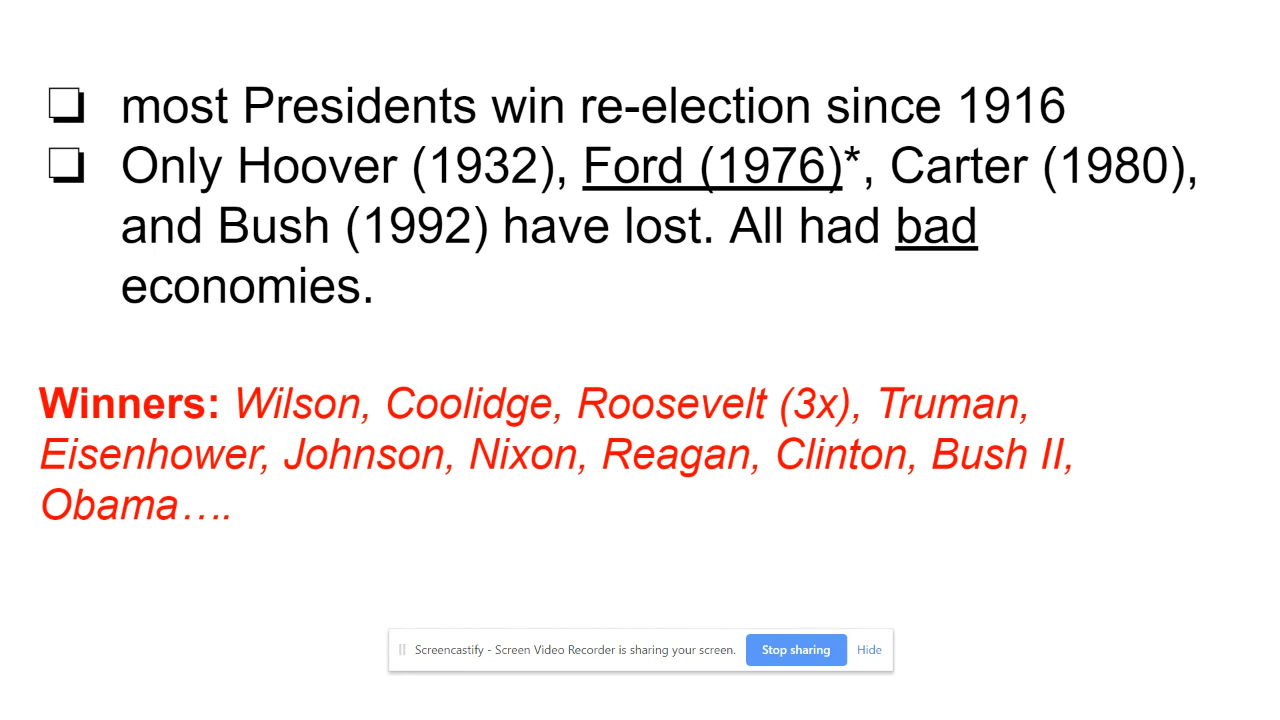 ❏ most Presidents win re-election since 1916
❏ Only Hoover (1932), Ford (1976)*, Carter (1980),
and Bush (1992) have lost. All had bad
economies.
Winners: Wilson, Coolidge, Roosevelt (3x), Truman,
Eisenhower, Johnson, Nixon, Reagan, Clinton, Bush II,
Obama….
Screencastify - Screen Video Recorder is sharing your screen. Stop sharing Hide